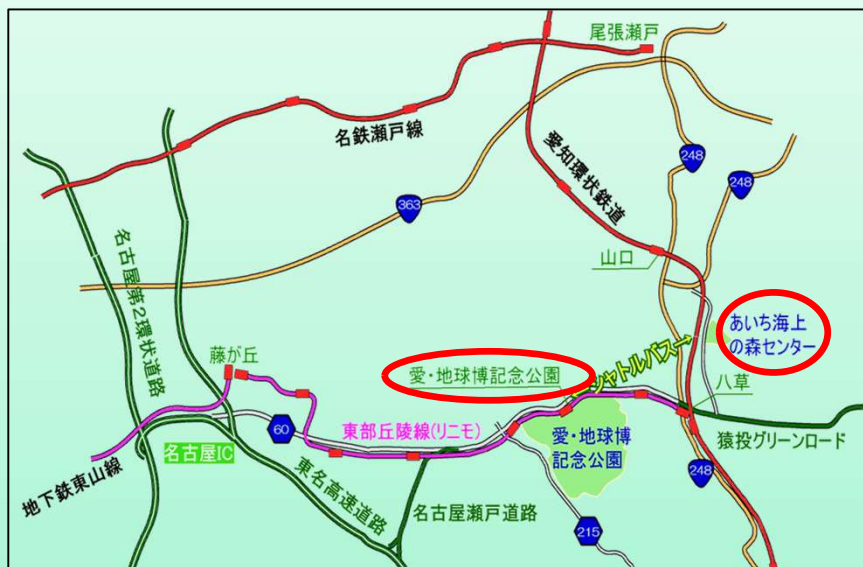 尾張瀬戸
名鉄瀬戸線
愛知環状鉄道
248
248
363
山口
名古屋第2環状道路
あいち海上
の森センター
シャトルバス→
藤が丘
愛・地球博記念公園
八草
60
東部丘陵線(リニモ)
愛・地球博
記念公園
猿投グリーンロード
名古屋IC
地下鉄東山線
東名高速道路
名古屋瀬戸道路
248
215